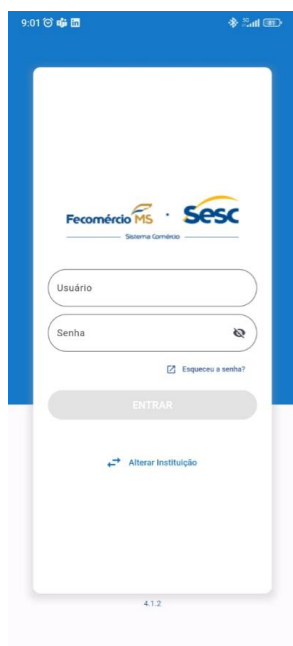 9:01
Fecomércio MS · Sesc
Sistema Comércio
Usuário
Senha
Esqueceu a senha?
ENTRAR
Alterar Instituição
4.1.2